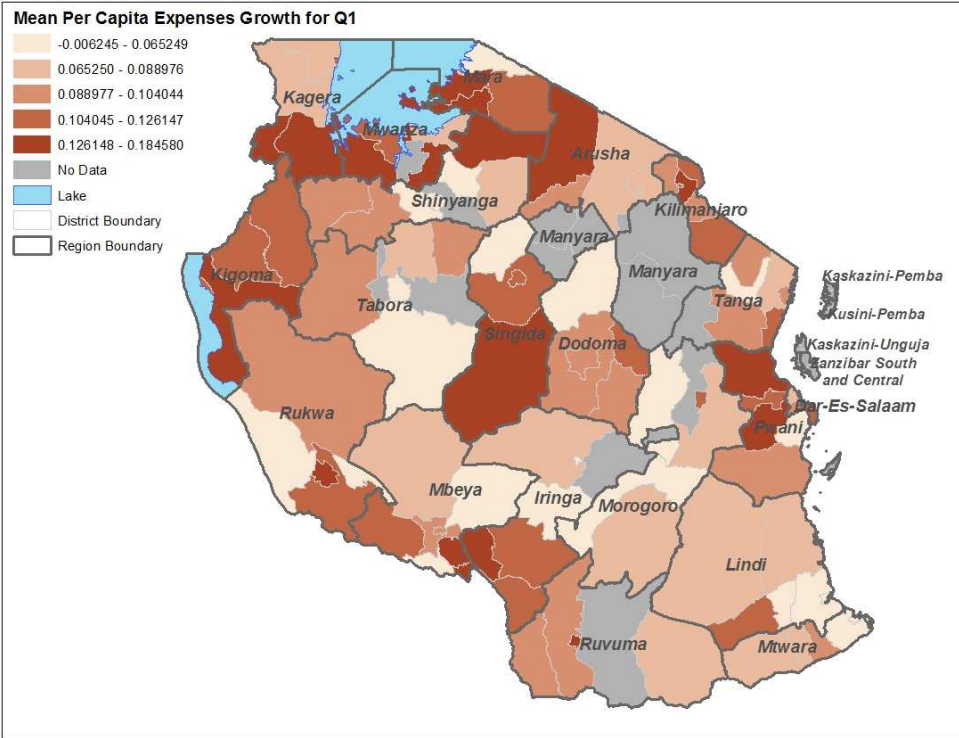 Mean Per Capita Expenses Growth for Q1
-0.006245 - 0.065249
0.065250 - 0.088976
0.088977 - 0.104044
0.104045 - 0.126147
0.126148 - 0.184580
No Data
Lake
District Boundary
Region Boundary
Mara
Kagera
Mwanza
Arusha
Shinyanga
Kilimanjaro
Manyara
Manyara
Kigoma
Kaskazini-Pemba
Tabora
Tanga
Kusini-Pemba
Singida
Dodoma
Kaskazini-Unguja
Zanzibar South
and Central
Rukwa
Dar-Es-Salaam
Pwani
Mbeya
Iringa
Morogoro
Lindi
Ruvuma
Mtwara